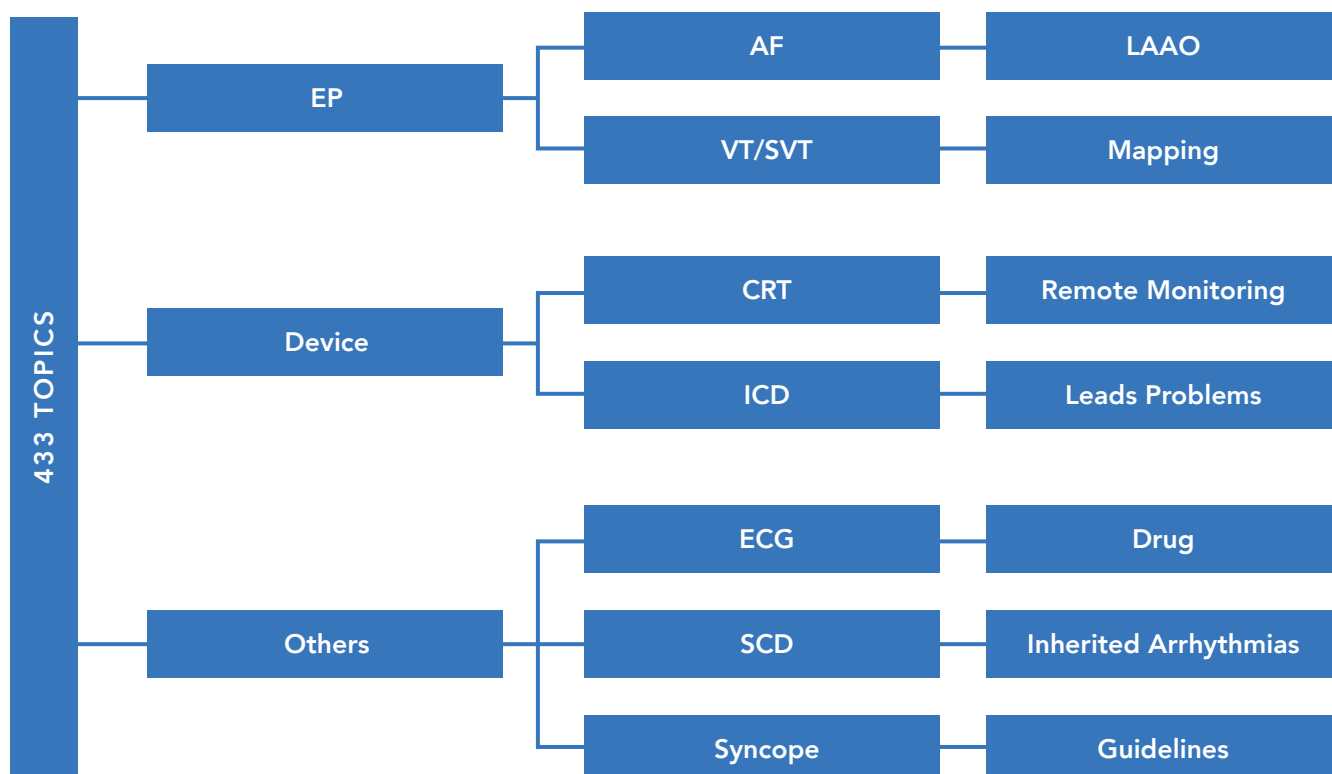 433 TOPICS
EP
AF
LAAO
VT/SVT
Mapping
Device
CRT
Remote Monitoring
ICD
Leads Problems
Others
ECG
Drug
SCD
Inherited Arrhythmias
Syncope
Guidelines